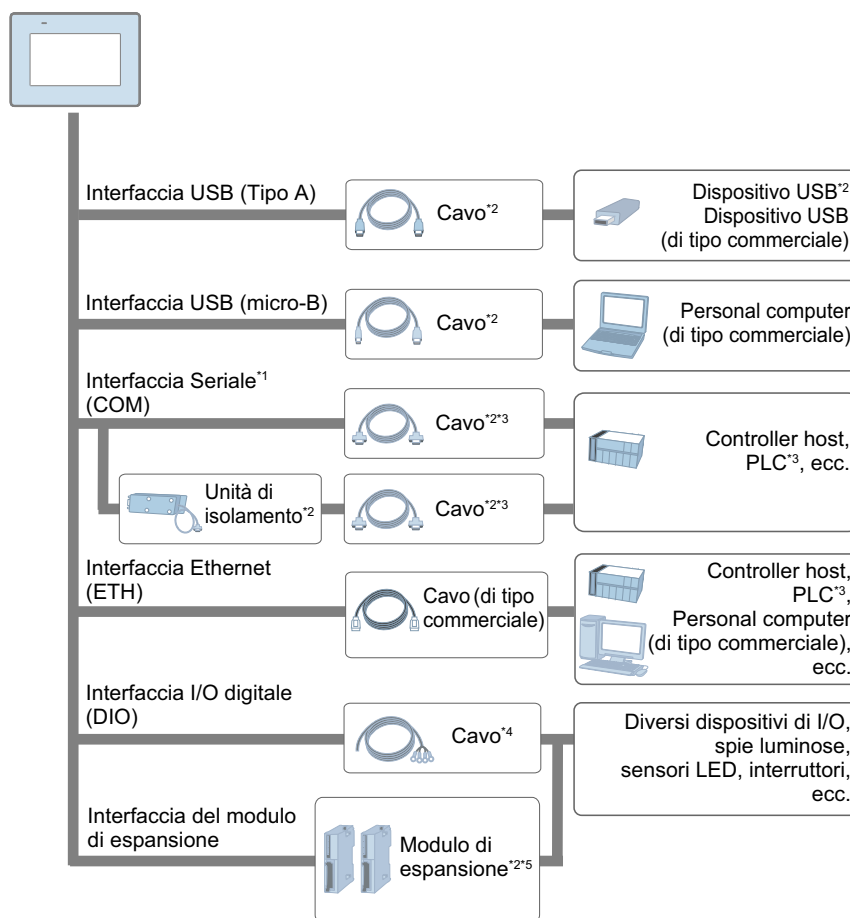 Interfaccia USB (Tipo A)
Cavo*2
Dispositivo USB*2
Dispositivo USB
(di tipo commerciale)
Interfaccia USB (micro-B)
Cavo*2
Personal computer
(di tipo commerciale)
Interfaccia Seriale*1
(COM)
Cavo*2*3
Controller host,
PLC*3, ecc.
Unità di
isolamento*2
Cavo*2*3
Interfaccia Ethernet
(ETH)
Cavo (di tipo
commerciale)
Controller host,
PLC*3,
Personal computer
(di tipo commerciale),
ecc.
Interfaccia I/O digitale
(DIO)
Cavo*4
Diversi dispositivi di I/O,
spie luminose,
sensori LED, interruttori,
ecc.
Interfaccia del modulo
di espansione
Modulo di
espansione*2*5